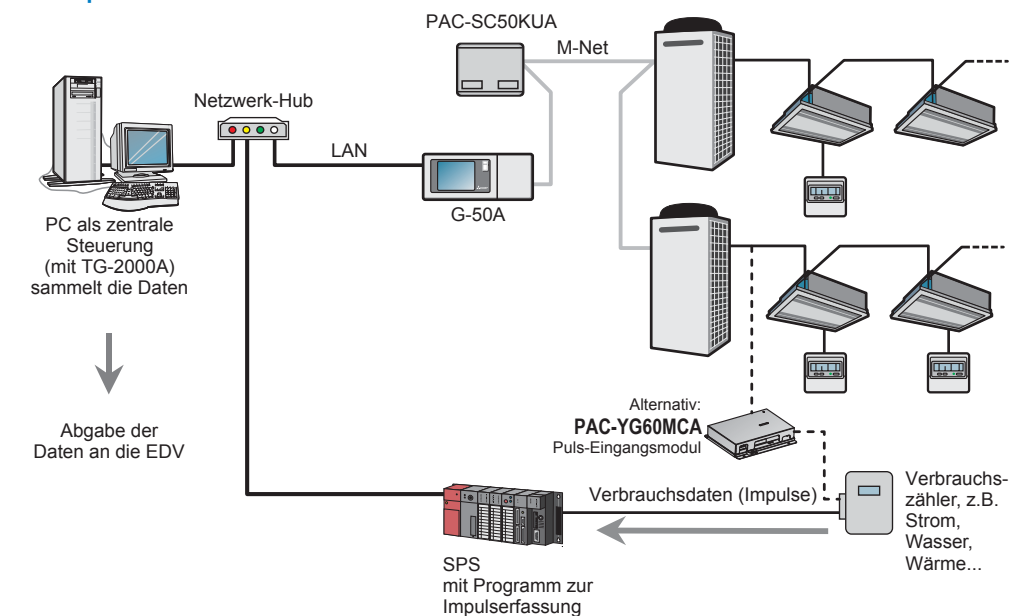 PAC-SC50KUA
M-Net
Netzwerk-Hub
LAN
G-50A
PC als zentrale
Steuerung
(mit TG-2000A)
sammelt die Daten
Abgabe der
Daten an die EDV
Alternativ:
PAC-YG60MCA
Puls-Eingangsmodul
Verbrauchsdaten (Impulse)
Verbrauchs-
zähler, z.B.
Strom,
Wasser,
Wärme...
SPS
mit Programm zur
Impulserfassung